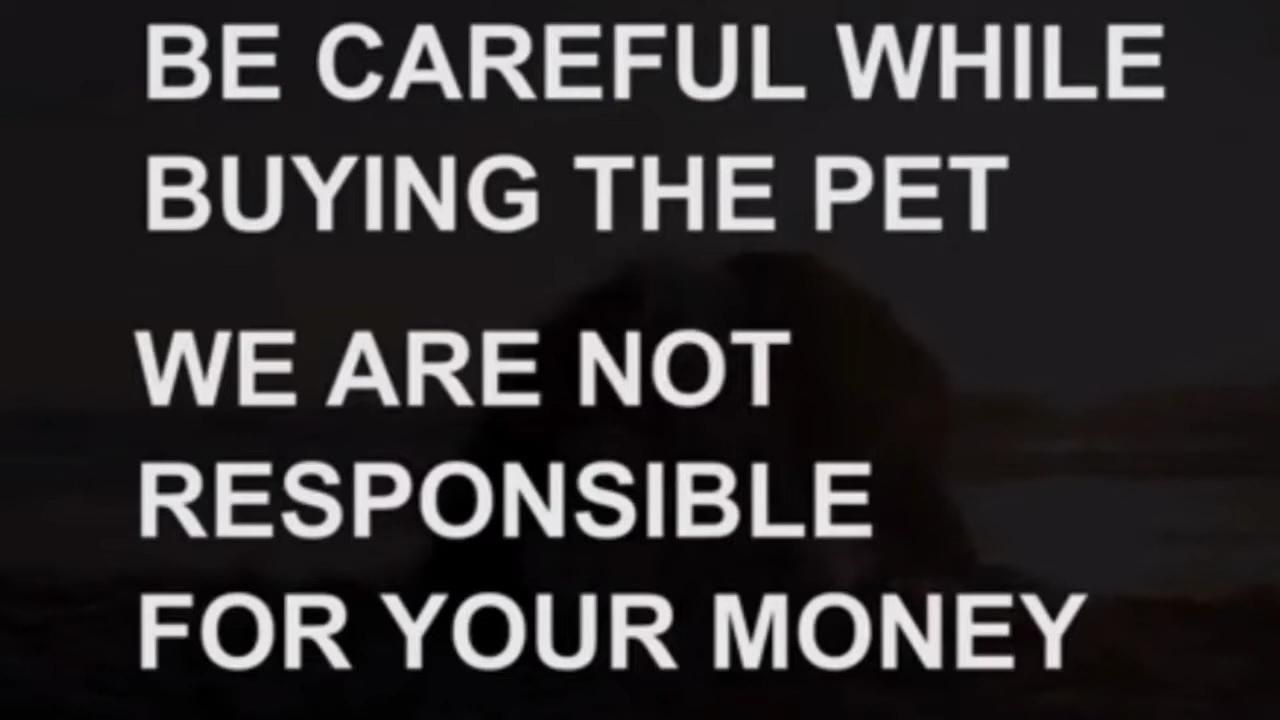 BE CAREFUL WHILE
BUYING THE PET
WE ARE NOT
RESPONSIBLE
FOR YOUR MONEY